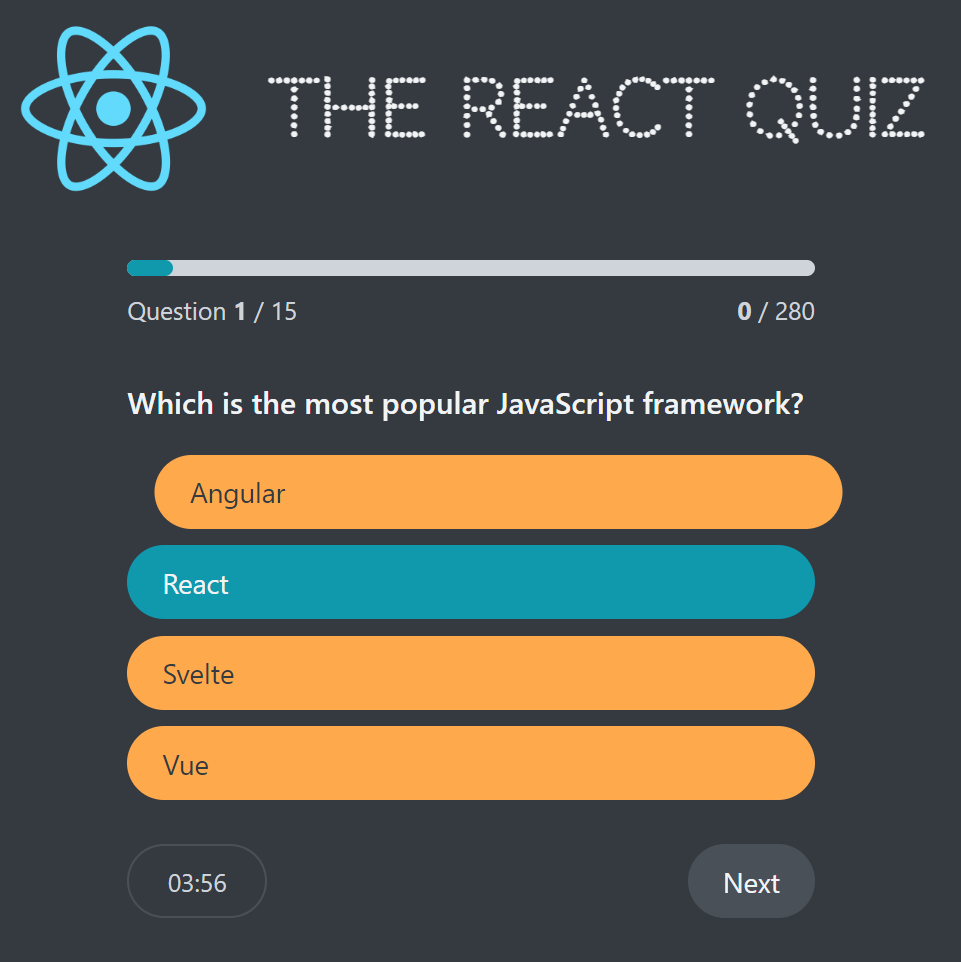 THE REACT QUIZ
Question 1 / 15
0 / 280
Which is the most popular JavaScript framework?
Angular
React
Svelte
Vue
03:56
Next